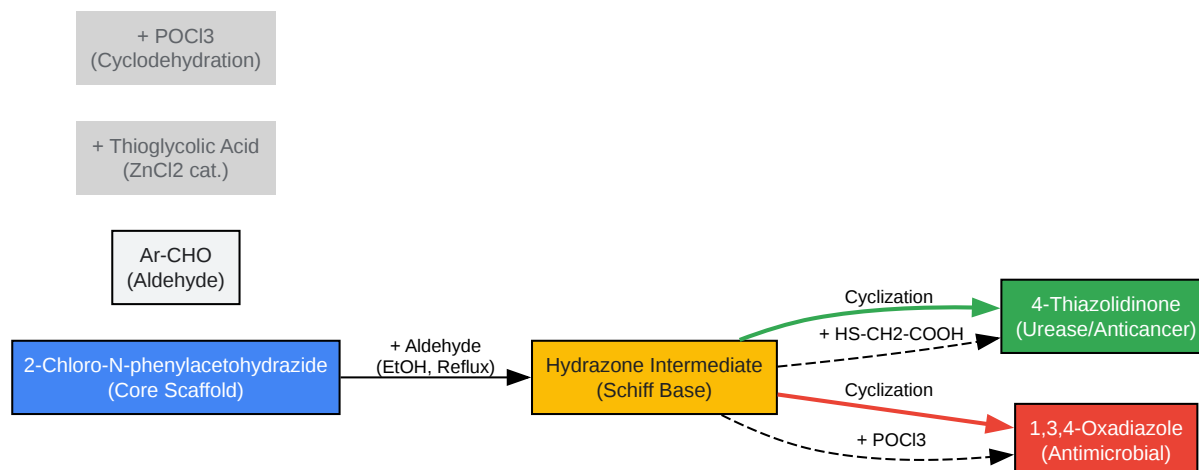 + POCl3
(Cyclodehydration)
+ Thioglycolic Acid
(ZnCl2 cat.)
Ar-CHO
(Aldehyde)
2-Chloro-N-phenylacetohydrazide
(Core Scaffold)
+ Aldehyde
(EtOH, Reflux)
Hydrazone Intermediate
(Schiff Base)
Cyclization
+ HS-CH2-COOH
4-Thiazolidinone
(Urease/Anticancer)
Cyclization
+ POCl3
1,3,4-Oxadiazole
(Antimicrobial)